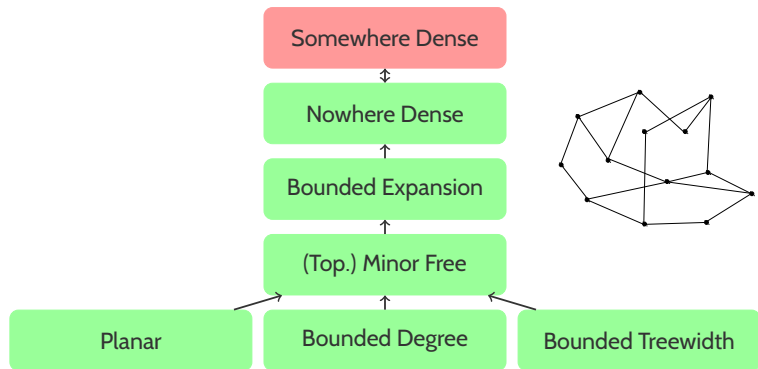 Somewhere Dense
Nowhere Dense
Bounded Expansion
(Top.) Minor Free
Planar
Bounded Degree
Bounded Treewidth